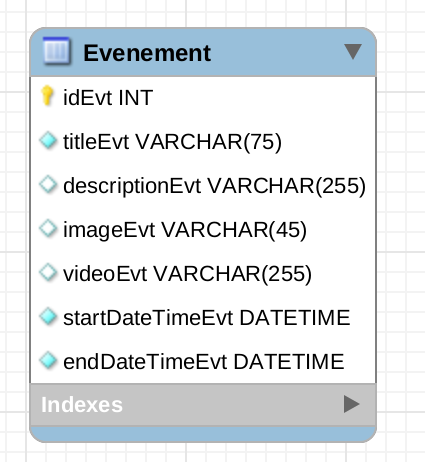 Evenement
idEvt INT
titleEvt VARCHAR(75)
descriptionEvt VARCHAR(255)
imageEvt VARCHAR(45)
videoEvt VARCHAR(255)
startDateTimeEvt DATETIME
endDateTimeEvt DATETIME
Indexes